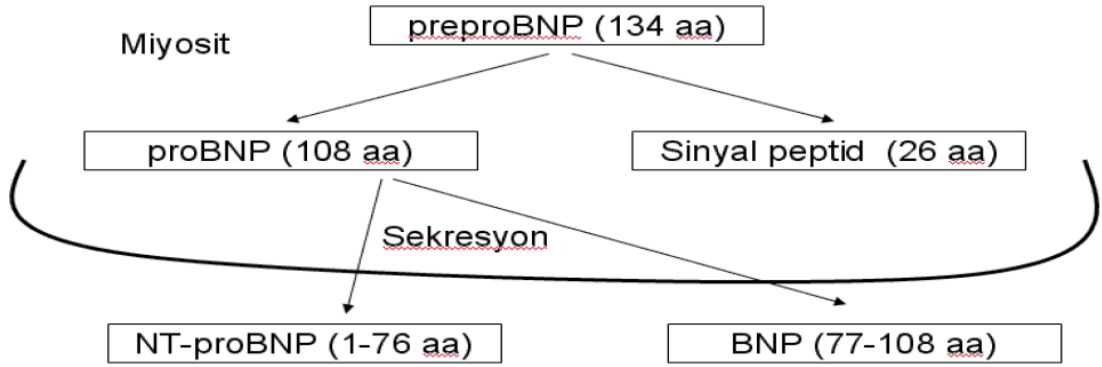 preproBNP (134 aa)
Miyosit
proBNP (108 aa)
Sinyal peptid (26 aa)
Sekresyon
NT-proBNP (1-76 aa)
BNP (77-108 aa)